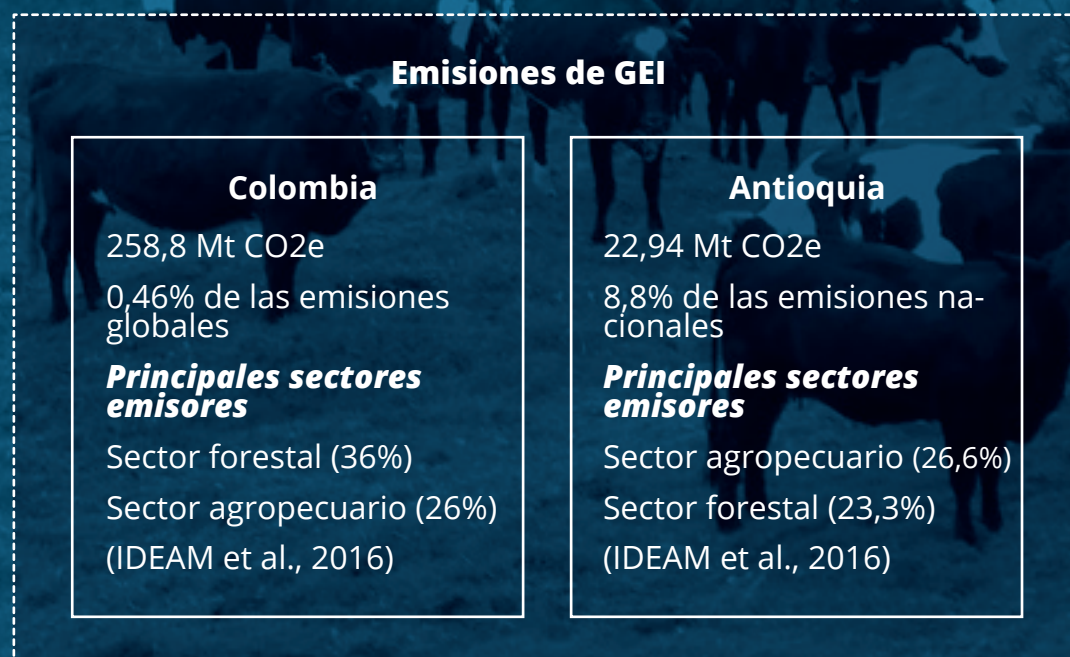 Emisiones de GEI
Colombia
258,8 Mt CO2e
0,46% de las emisiones
globales
Principales sectores
emisores
Sector forestal (36%)
Sector agropecuario (26%)
(IDEAM et al., 2016)
Antioquia
22,94 Mt CO2e
8,8% de las emisiones na-
cionales
Principales sectores
emisores
Sector agropecuario (26,6%)
Sector forestal (23,3%)
(IDEAM et al., 2016)